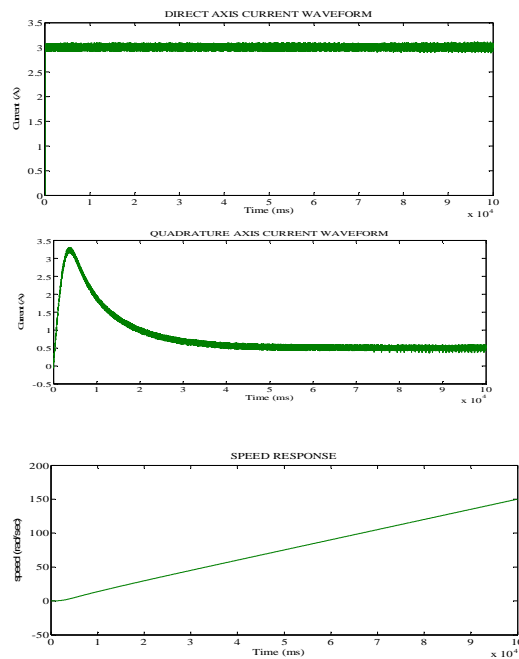 DIRECT AXIS CURRENT WAVEFORM
3.5
3
2.5
2
1.5
1
0.5
0
Current (A)
0 1 2 3 4 5 6 7 8 9 10
Time (ms)
x 10^4
QUADRATURE AXIS CURRENT WAVEFORM
3.5
3
2.5
2
1.5
1
0.5
0
-0.5
Current (A)
0 1 2 3 4 5 6 7 8 9 10
Time (ms)
x 10^4
SPEED RESPONSE
200
150
100
50
0
-50
speed (rad/sec)
0 1 2 3 4 5 6 7 8 9 10
Time (ms)
x 10^4